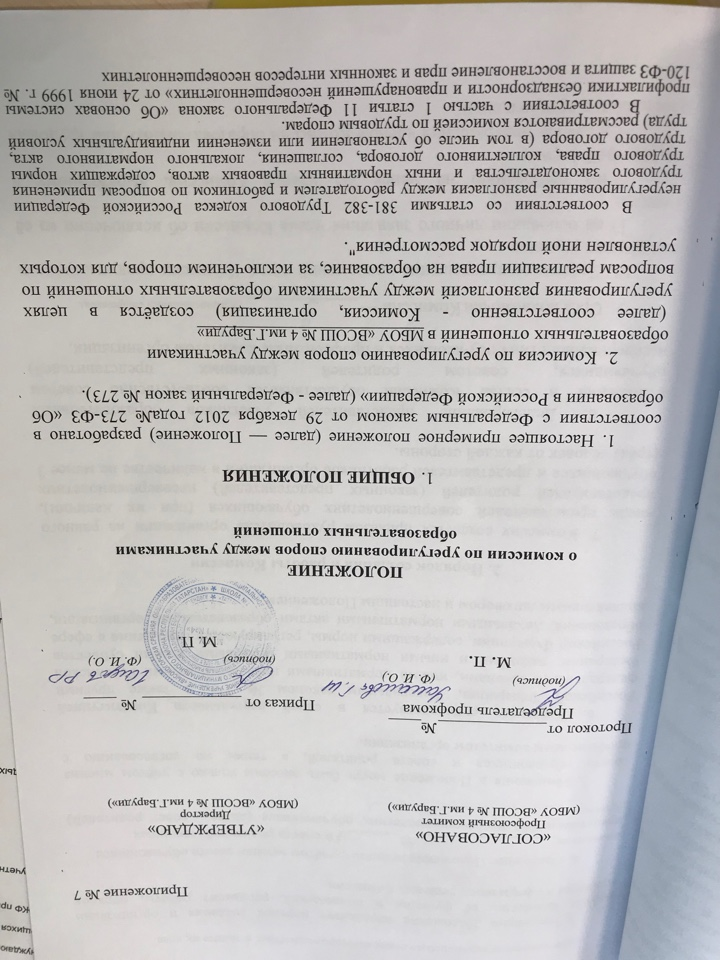 Приложение № 7
«СОГЛАСОВАНО»
Профсоюзный комитет
(МБОУ «ВСОШ № 4 им.Г.Баруди»)
«УТВЕРЖДАЮ»
Директор
(МБОУ «ВСОШ № 4 им.Г.Баруди»)
Протокол от ____________ № ____
Председатель профкома
(подпись) (Ф. И. О.)
М. П.
Приказ от ____________ № ____
(подпись) (Ф. И. О.)
М. П.
ПОЛОЖЕНИЕ
о комиссии по урегулированию споров между участниками
образовательных отношений
1. ОБЩИЕ ПОЛОЖЕНИЯ
1. Настоящее примерное положение (далее — Положение) разработано в
соответствии с Федеральным законом от 29 декабря 2012 года№ 273-ФЗ «Об
образовании в Российской Федерации» (далее - Федеральный закон № 273).
2. Комиссия по урегулированию споров между участниками
образовательных отношений в МБОУ «ВСОШ № 4 им.Г.Баруди»
(далее соответственно - Комиссия, организация) создаётся в целях
урегулирования разногласий между участниками образовательных отношений по
вопросам реализации права на образование, за исключением споров, для которых
установлен иной порядок рассмотрения".
В соответствии со статьями 381-382 Трудового кодекса Российской Федерации
неурегулированные разногласия между работодателем и работником по вопросам применения
трудового законодательства и иных нормативных правовых актов, содержащих нормы
трудового права, коллективного договора, соглашения, локального нормативного акта,
трудового договора (в том числе об установлении или изменении индивидуальных условий
труда) рассматриваются комиссией по трудовым спорам.
В соответствии с частью 1 статьи 11 Федерального закона «Об основах системы
профилактики безнадзорности и правонарушений несовершеннолетних» от 24 июня 1999 г. №
120-ФЗ защита и восстановление прав и законных интересов несовершеннолетних